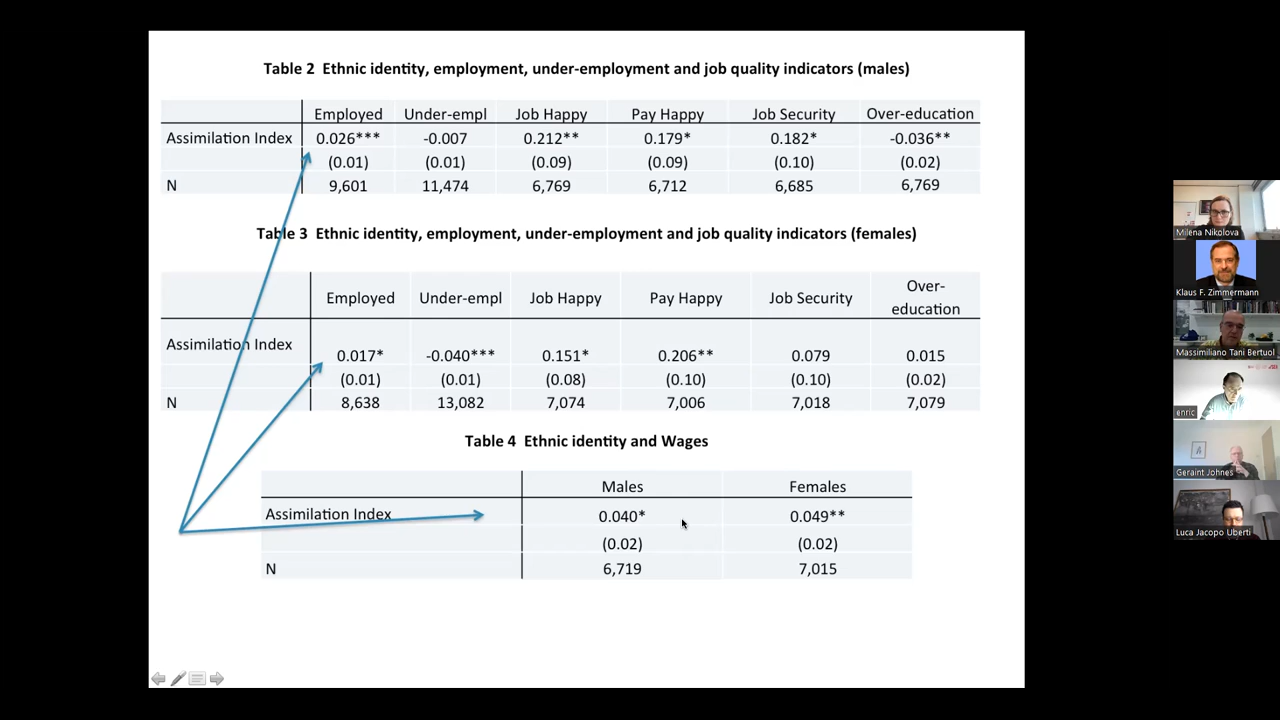 Table 2 Ethnic identity, employment, under-employment and job quality indicators (males)
Employed Under-empl Job Happy Pay Happy Job Security Over-education
Assimilation Index 0.026*** -0.007 0.212** 0.179* 0.182* -0.036**
(0.01) (0.01) (0.09) (0.09) (0.10) (0.02)
N 9,601 11,474 6,769 6,712 6,685 6,769
Table 3 Ethnic identity, employment, under-employment and job quality indicators (females)
Employed Under-empl Job Happy Pay Happy Job Security Over-
education
Assimilation Index
0.017* -0.040*** 0.151* 0.206** 0.079 0.015
(0.01) (0.01) (0.08) (0.10) (0.10) (0.02)
N 8,638 13,082 7,074 7,006 7,018 7,079
Table 4 Ethnic identity and Wages
Males Females
Assimilation Index 0.040* 0.049**
(0.02) (0.02)
N 6,719 7,015
Milena Nikolova
Klaus F. Zimmermann
Massimiliano Tani Bertuol
enric
Geraint Johnes
Luca Jacopo Uberti